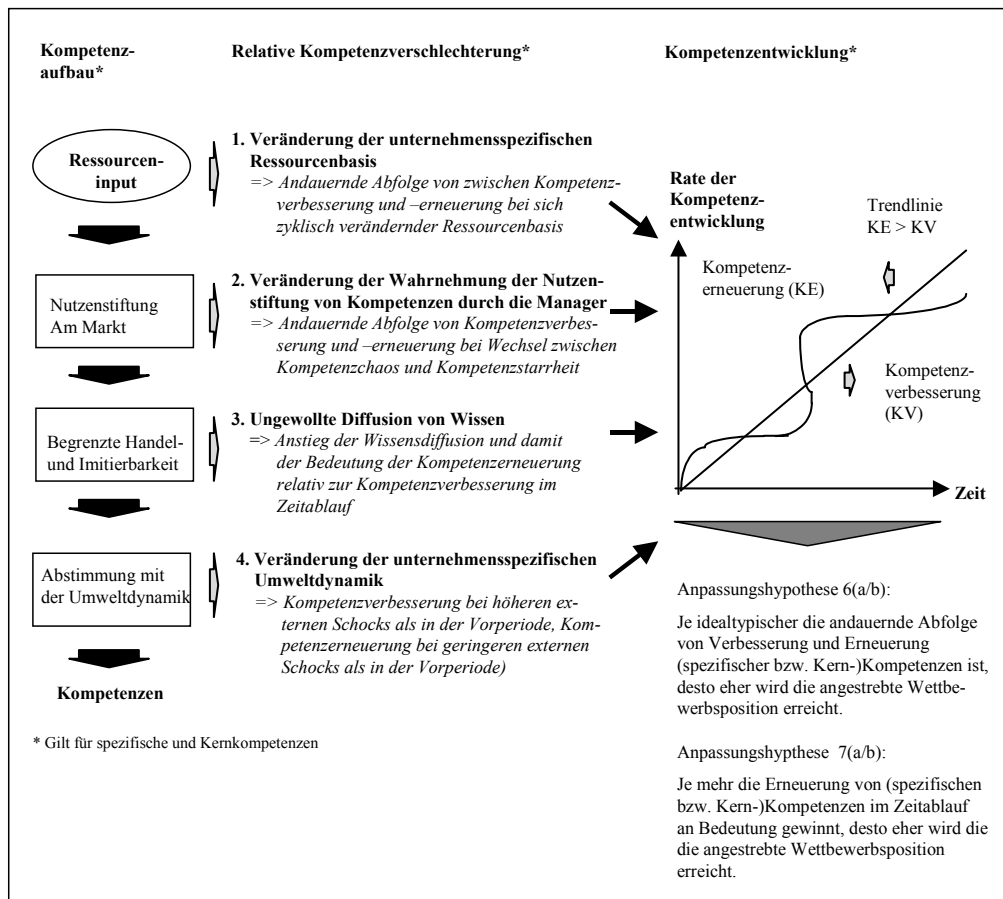 Kompetenz-
aufbau*
Relative Kompetenzverschlechterung*
Kompetenzentwicklung*
Ressourcen-
input
1. Veränderung der unternehmensspezifischen
Ressourcenbasis
=> Andauernde Abfolge von zwischen Kompetenz-
verbesserung und –erneuerung bei sich
zyklisch verändernder Ressourcenbasis
Nutzenstiftung
Am Markt
2. Veränderung der Wahrnehmung der Nutzen-
stiftung von Kompetenzen durch die Manager
=> Andauernde Abfolge von Kompetenzverbes-
serung und –erneuerung bei Wechsel zwischen
Kompetenzchaos und Kompetenzstarrheit
Begrenzte Handel-
und Imitierbarkeit
3. Ungewollte Diffusion von Wissen
=> Anstieg der Wissensdiffusion und damit
der Bedeutung der Kompetenzerneuerung
relativ zur Kompetenzverbesserung im
Zeitablauf
Abstimmung mit
der Umweltdynamik
4. Veränderung der unternehmensspezifischen
Umweltdynamik
=> Kompetenzverbesserung bei höheren ex-
ternen Schocks als in der Vorperiode, Kom-
petenzerneuerung bei geringeren externen
Schocks als in der Vorperiode)
Kompetenzen
* Gilt für spezifische und Kernkompetenzen
Rate der
Kompetenz-
entwicklung
Trendlinie
KE > KV
Kompetenz-
erneuerung (KE)
Kompetenz-
verbesserung
(KV)
Zeit
Anpassungshypothese 6(a/b):
Je idealtypischer die andauernde Abfolge
von Verbesserung und Erneuerung
(spezifischer bzw. Kern-)Kompetenzen ist,
desto eher wird die angestrebte Wettbe-
werbsposition erreicht.
Anpassungshypthese 7(a/b):
Je mehr die Erneuerung von (spezifischen
bzw. Kern-)Kompetenzen im Zeitablauf
an Bedeutung gewinnt, desto eher wird die
die angestrebte Wettbewerbsposition
erreicht.